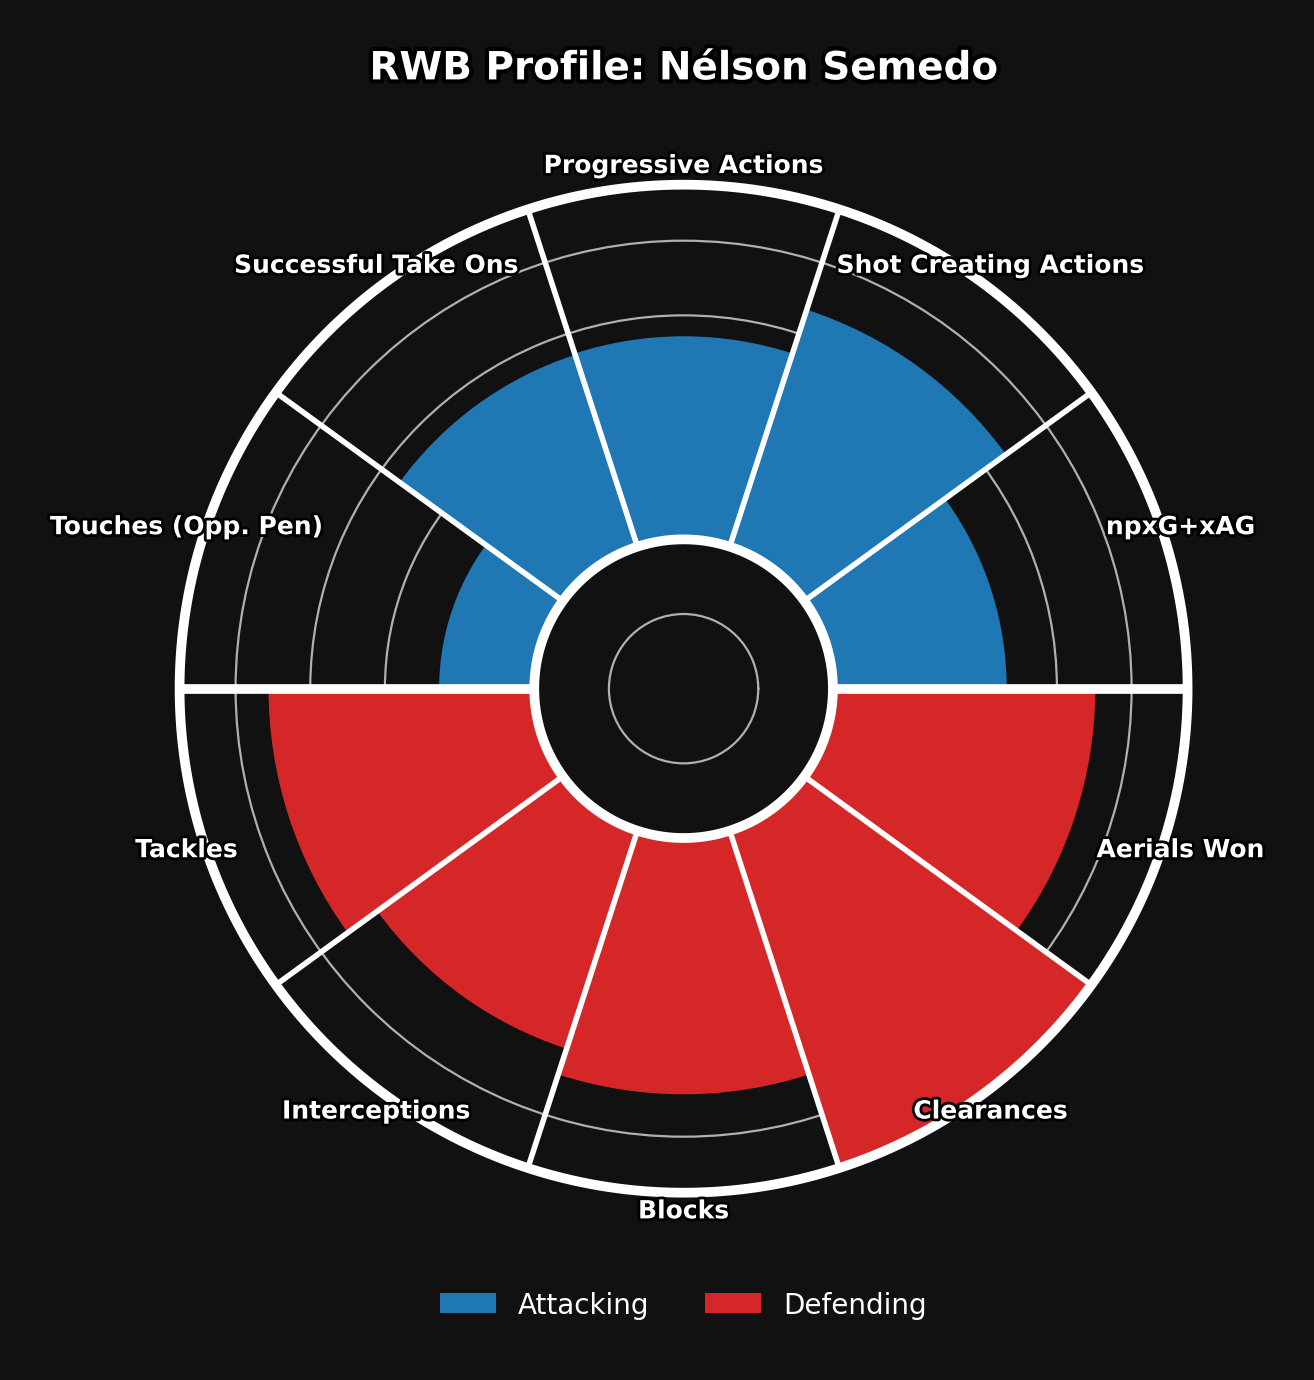 RWB Profile: Nélson Semedo
Progressive Actions
Successful Take Ons
Shot Creating Actions
Touches (Opp. Pen)
npxG+xAG
Tackles
Aerials Won
Interceptions
Clearances
Blocks
Attacking
Defending